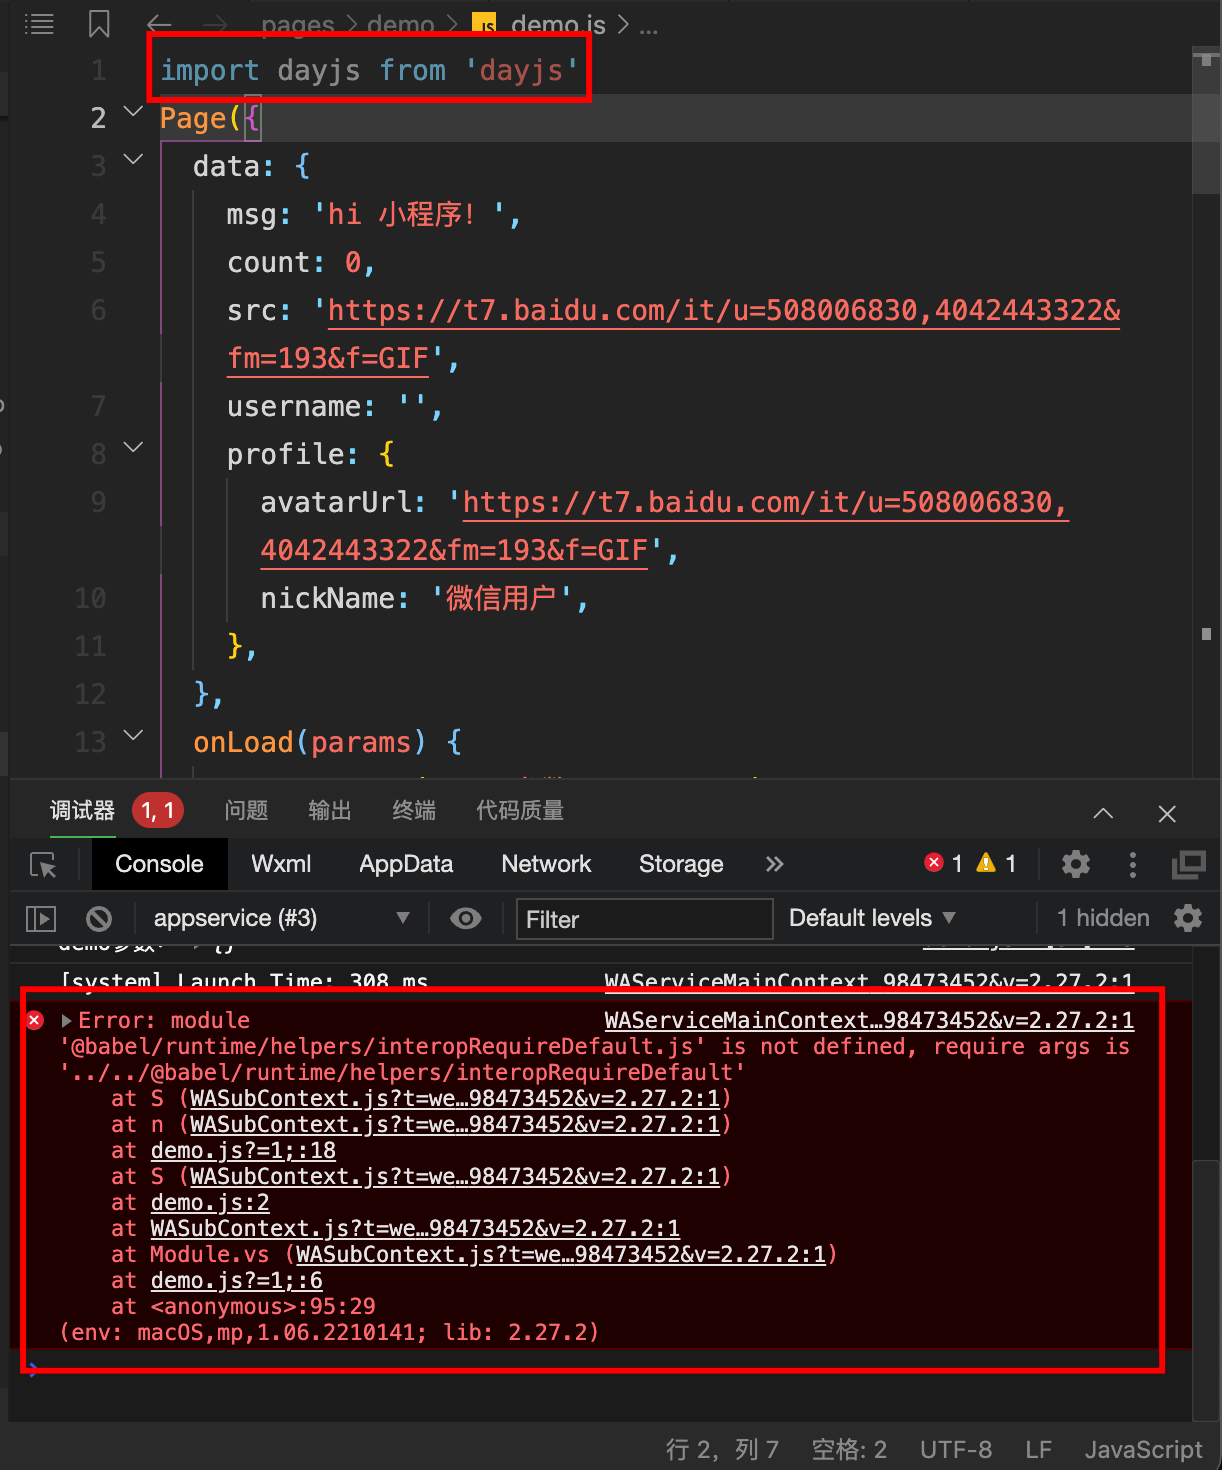 pages > demo > JS demo.js > ...
1 import dayjs from 'dayjs'
2 Page({
3 data: {
4 msg: 'hi 小程序! ',
5 count: 0,
6 src: 'https://t7.baidu.com/it/u=508006830,4042443322&
fm=193&f=GIF',
7 username: '',
8 profile: {
9 avatarUrl: 'https://t7.baidu.com/it/u=508006830,
4042443322&fm=193&f=GIF',
10 nickName: '微信用户',
11 },
12 },
13 onLoad(params) {
调试器 1, 1 问题 输出 终端 代码质量
Console Wxml AppData Network Storage » 1 1
appservice (#3) Filter Default levels 1 hidden
demo参数: {}
[system] Launch Time: 308 ms WAServiceMainContext…98473452&v=2.27.2:1
Error: module WAServiceMainContext…98473452&v=2.27.2:1
'@babel/runtime/helpers/interopRequireDefault.js' is not defined, require args is
'../../@babel/runtime/helpers/interopRequireDefault'
at S (WASubContext.js?t=we…98473452&v=2.27.2:1)
at n (WASubContext.js?t=we…98473452&v=2.27.2:1)
at demo.js?=1;:18
at S (WASubContext.js?t=we…98473452&v=2.27.2:1)
at demo.js:2
at WASubContext.js?t=we…98473452&v=2.27.2:1
at Module.vs (WASubContext.js?t=we…98473452&v=2.27.2:1)
at demo.js?=1;:6
at <anonymous>:95:29
(env: macOS,mp,1.06.2210141; lib: 2.27.2)
行 2，列 7 空格: 2 UTF-8 LF JavaScript